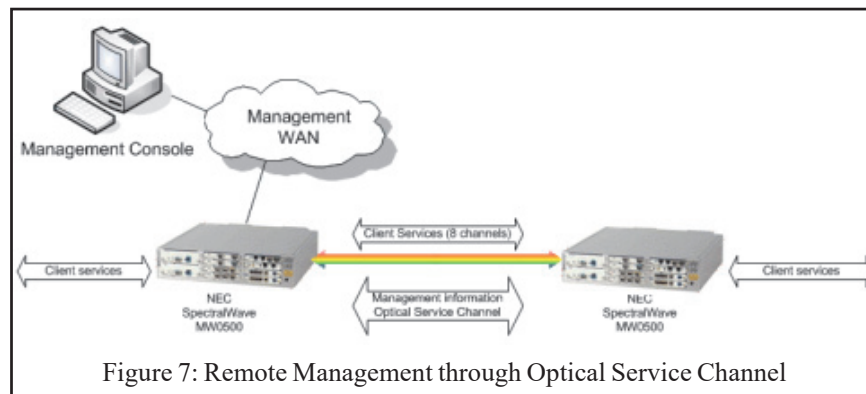 Management
WAN
Management Console
Client Services (8 channels)
Client services
Client services
Management information
Optical Service Channel
NEC
SpectralWave
MW0500
NEC
SpectralWave
MW0500
Figure 7: Remote Management through Optical Service Channel